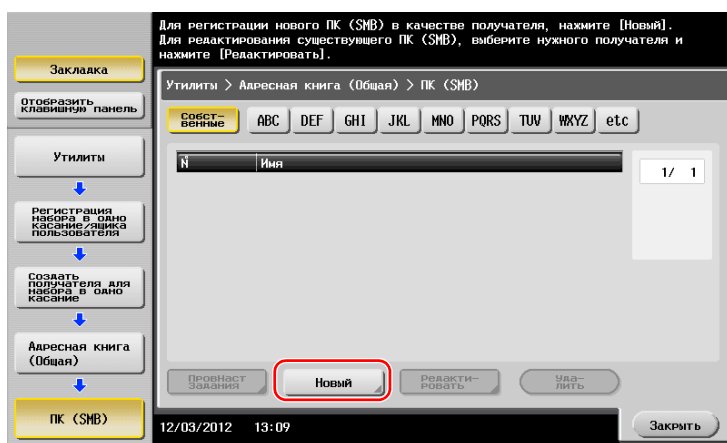 Для регистрации нового ПК (SMB) в качестве получателя, нажмите [Новый].
Для редактирования существующего ПК (SMB), выберите нужного получателя и
нажмите [Редактировать].
Закладка
Отобразить
клавишную панель
Утилиты
Регистрация
набора в одно
касание/ящика
пользователя
Создать
получателя для
набора в одно
касание
Адресная книга
(Общая)
ПК (SMB)
Утилиты > Адресная книга (Общая) > ПК (SMB)
Собст-
венные
ABC DEF GHI JKL MNO PQRS TUV WXYZ etc
N Имя
1/ 1
ПровНаст
Задания
Новый
Редакти-
ровать
Уда-
лить
12/03/2012 13:09
Закрыть